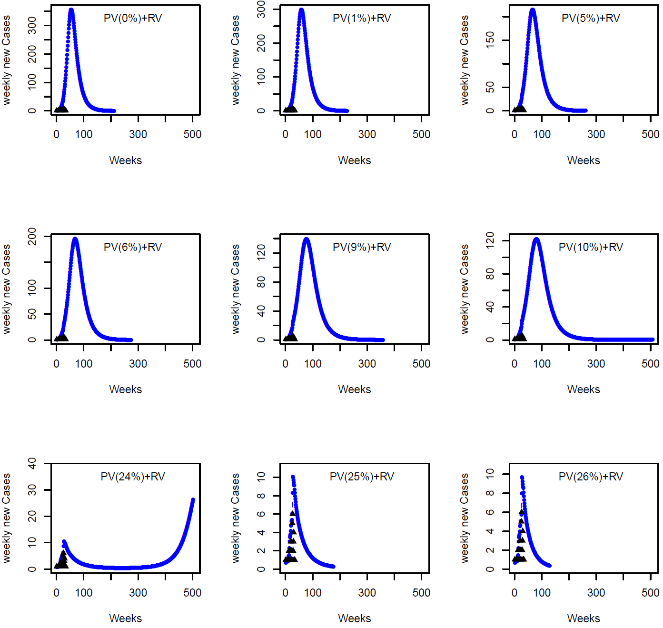 PV(0%)+RV
weekly new Cases
0 100 200 300
0 100 300 500
Weeks
PV(1%)+RV
weekly new Cases
0 50 100 200 300
0 100 300 500
Weeks
PV(5%)+RV
weekly new Cases
0 50 150
0 100 300 500
Weeks
PV(6%)+RV
weekly new Cases
0 50 100 200
0 100 300 500
Weeks
PV(9%)+RV
weekly new Cases
0 40 80 120
0 100 300 500
Weeks
PV(10%)+RV
weekly new Cases
0 40 80 120
0 100 300 500
Weeks
PV(24%)+RV
weekly new Cases
0 10 20 30 40
0 100 300 500
Weeks
PV(25%)+RV
weekly new Cases
0 2 4 6 8 10
0 100 300 500
Weeks
PV(26%)+RV
weekly new Cases
0 2 4 6 8 10
0 100 300 500
Weeks